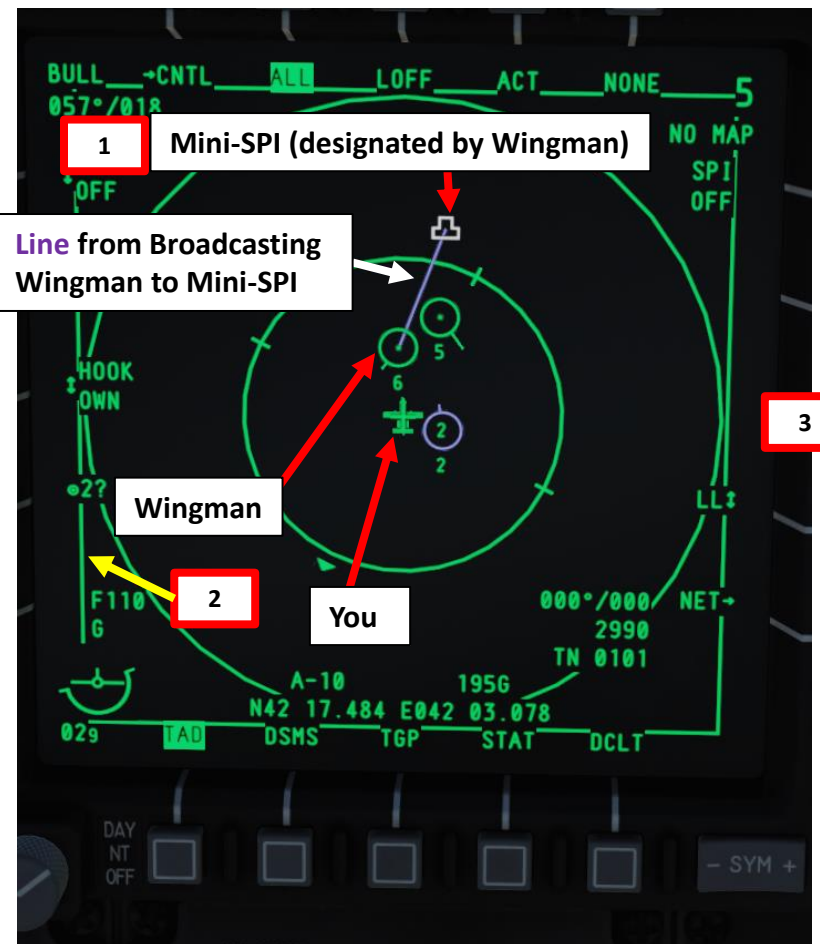 BULL →CNTL ALL LOFF ACT NONE 5
057°/018
NO MAP
1
Mini-SPI (designated by Wingman)
SPI
OFF
OFF
Line from Broadcasting
Wingman to Mini-SPI
5
6
HOOK
OWN
2
2
3
⊙2?
Wingman
LL↕
2
You
F110
G
000°/000
2990
TN 0101
NET→
A-10 195G
N42 17.484 E042 03.078
029 TAD DSMS TGP STAT DCLT
DAY
NT
OFF
- SYM +